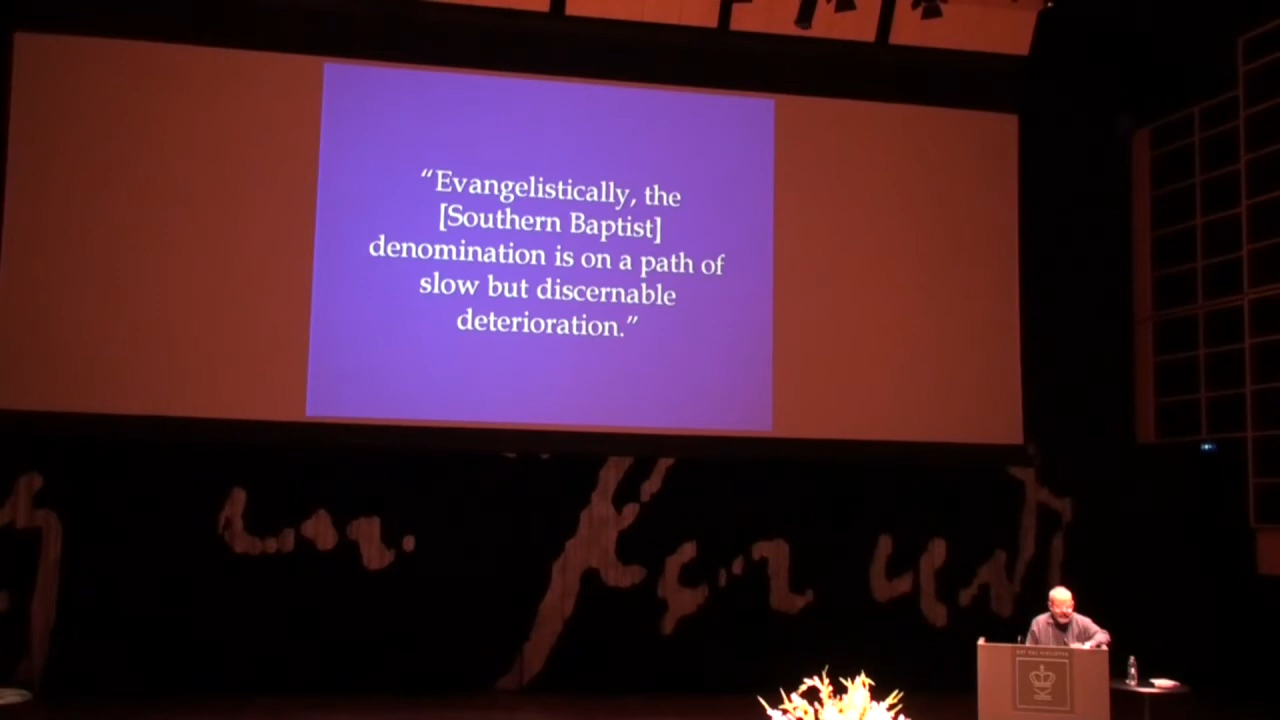 “Evangelistically, the
[Southern Baptist]
denomination is on a path of
slow but discernable
deterioration.”